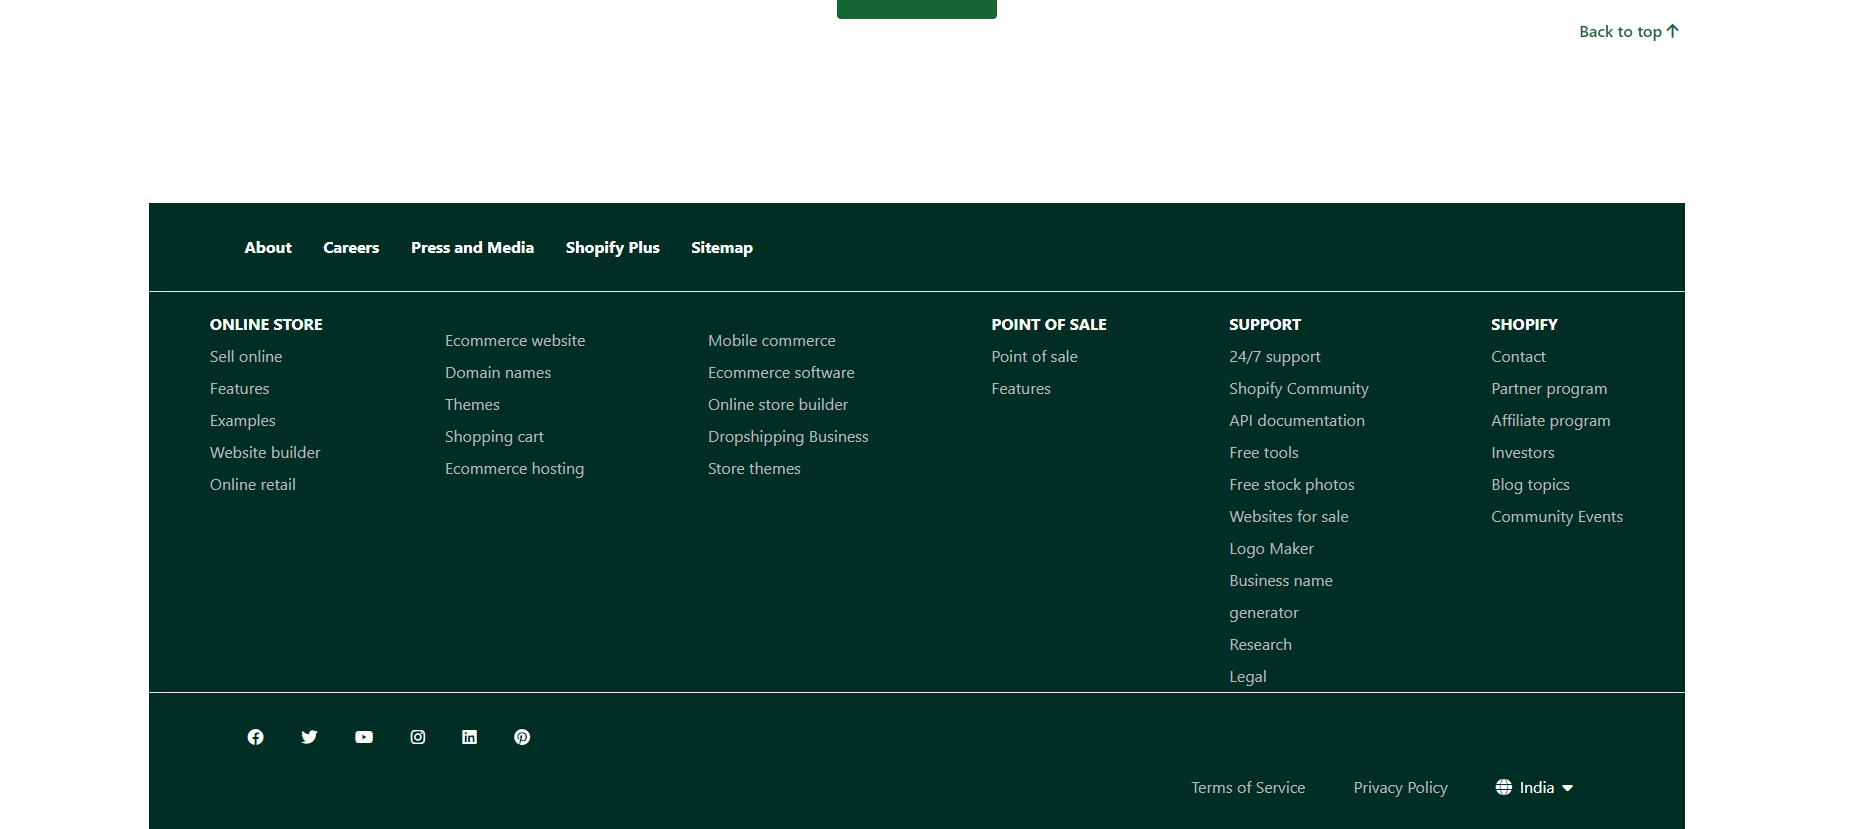 Back to top
About
Careers
Press and Media
Shopify Plus
Sitemap
ONLINE STORE
Sell online
Features
Examples
Website builder
Online retail
Ecommerce website
Domain names
Themes
Shopping cart
Ecommerce hosting
Mobile commerce
Ecommerce software
Online store builder
Dropshipping Business
Store themes
POINT OF SALE
Point of sale
Features
SUPPORT
24/7 support
Shopify Community
API documentation
Free tools
Free stock photos
Websites for sale
Logo Maker
Business name
generator
Research
Legal
SHOPIFY
Contact
Partner program
Affiliate program
Investors
Blog topics
Community Events
Terms of Service
Privacy Policy
India